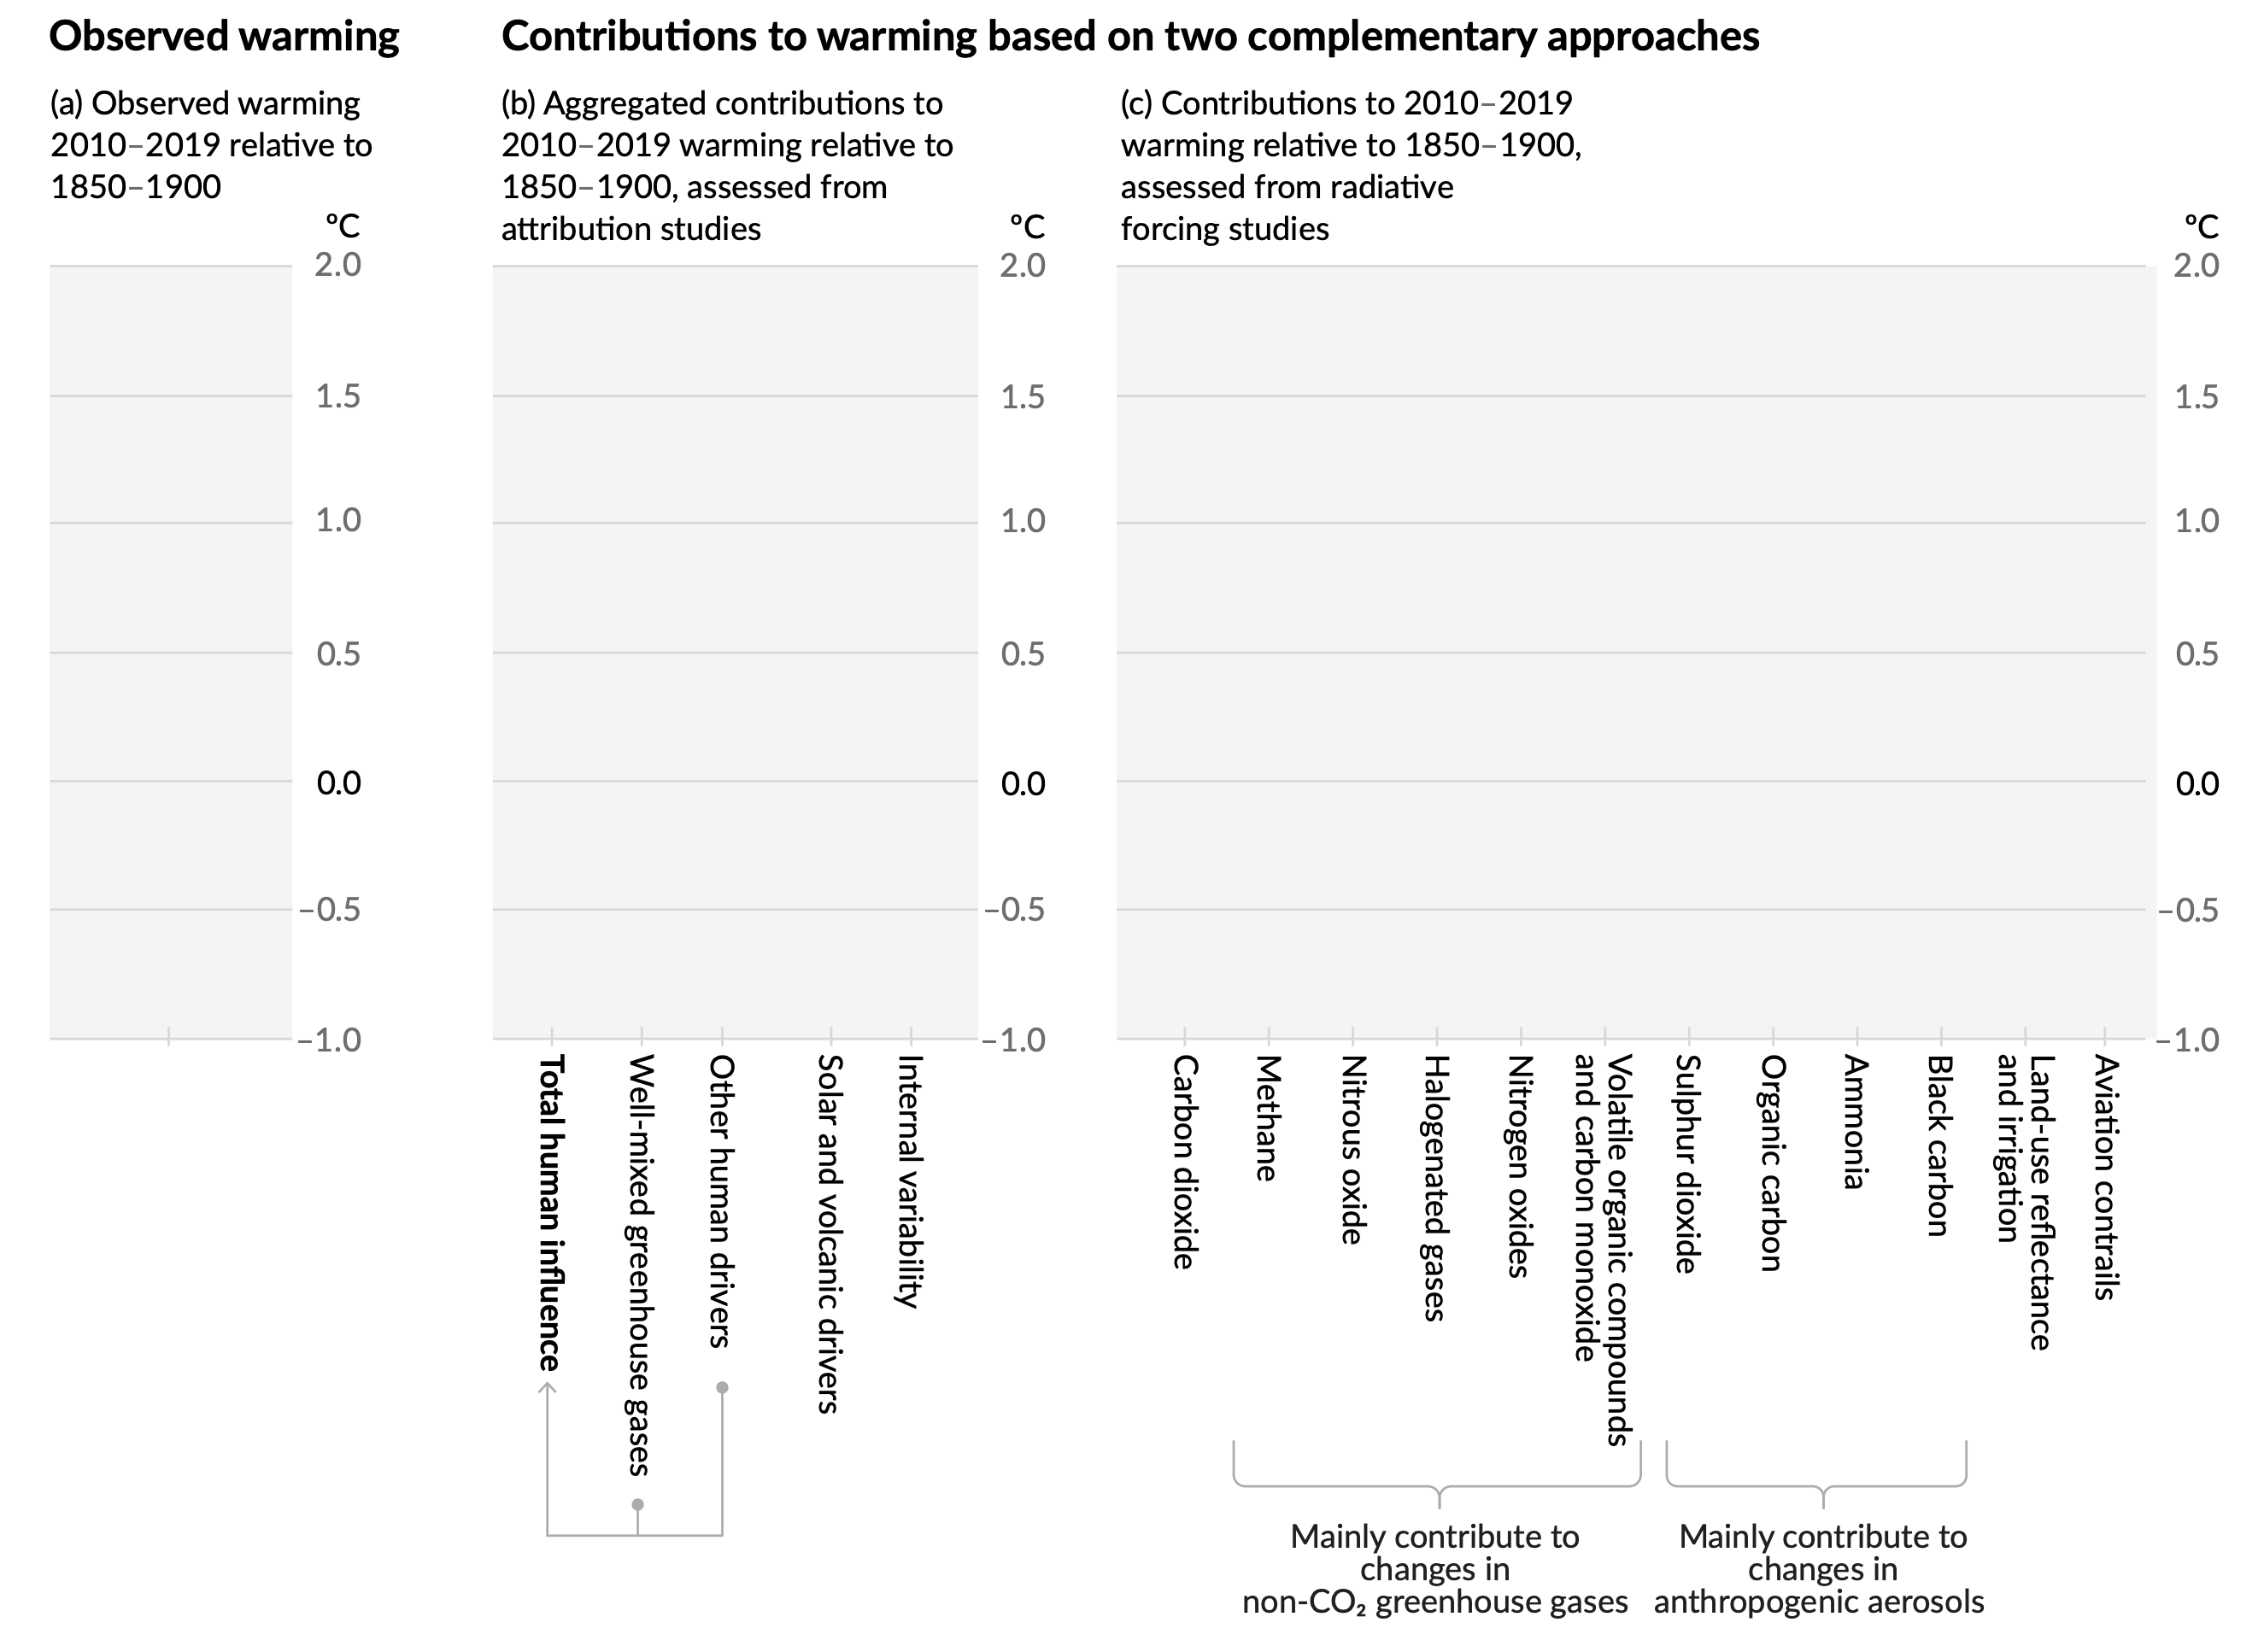 Observed warming
Contributions to warming based on two complementary approaches
(a) Observed warming
2010–2019 relative to
1850–1900
(b) Aggregated contributions to
2010–2019 warming relative to
1850–1900, assessed from
attribution studies
(c) Contributions to 2010–2019
warming relative to 1850–1900,
assessed from radiative
forcing studies
°C
2.0
1.5
1.0
0.5
0.0
–0.5
–1.0
°C
2.0
1.5
1.0
0.5
0.0
–0.5
–1.0
Total human influence
Well-mixed greenhouse gases
Other human drivers
Solar and volcanic drivers
Internal variability
°C
2.0
1.5
1.0
0.5
0.0
–0.5
–1.0
Carbon dioxide
Methane
Nitrous oxide
Halogenated gases
Nitrogen oxides
Volatile organic compounds
and carbon monoxide
Sulphur dioxide
Organic carbon
Ammonia
Black carbon
Land-use reflectance
and irrigation
Aviation contrails
Mainly contribute to
changes in
non-CO₂ greenhouse gases
Mainly contribute to
changes in
anthropogenic aerosols